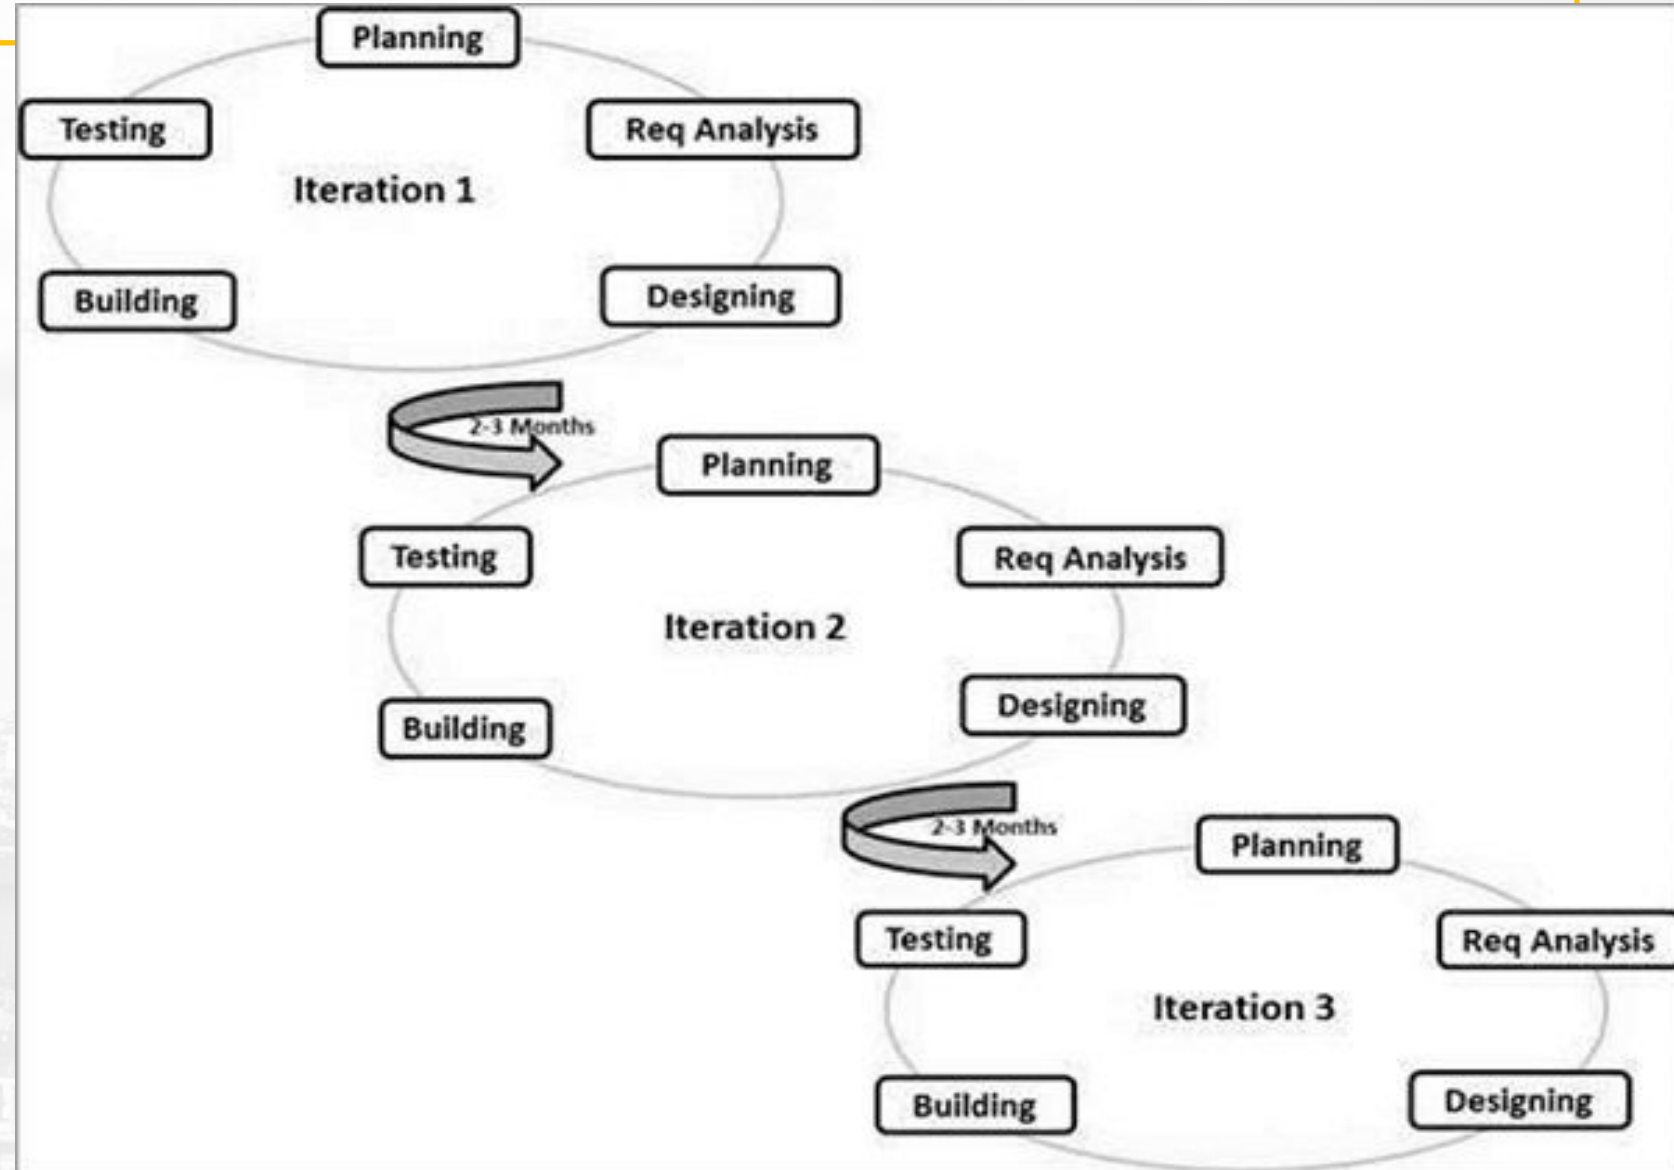 Planning
Testing
Req Analysis
Iteration 1
Building
Designing
2-3 Months
Planning
Testing
Req Analysis
Iteration 2
Building
Designing
2-3 Months
Planning
Testing
Req Analysis
Iteration 3
Building
Designing